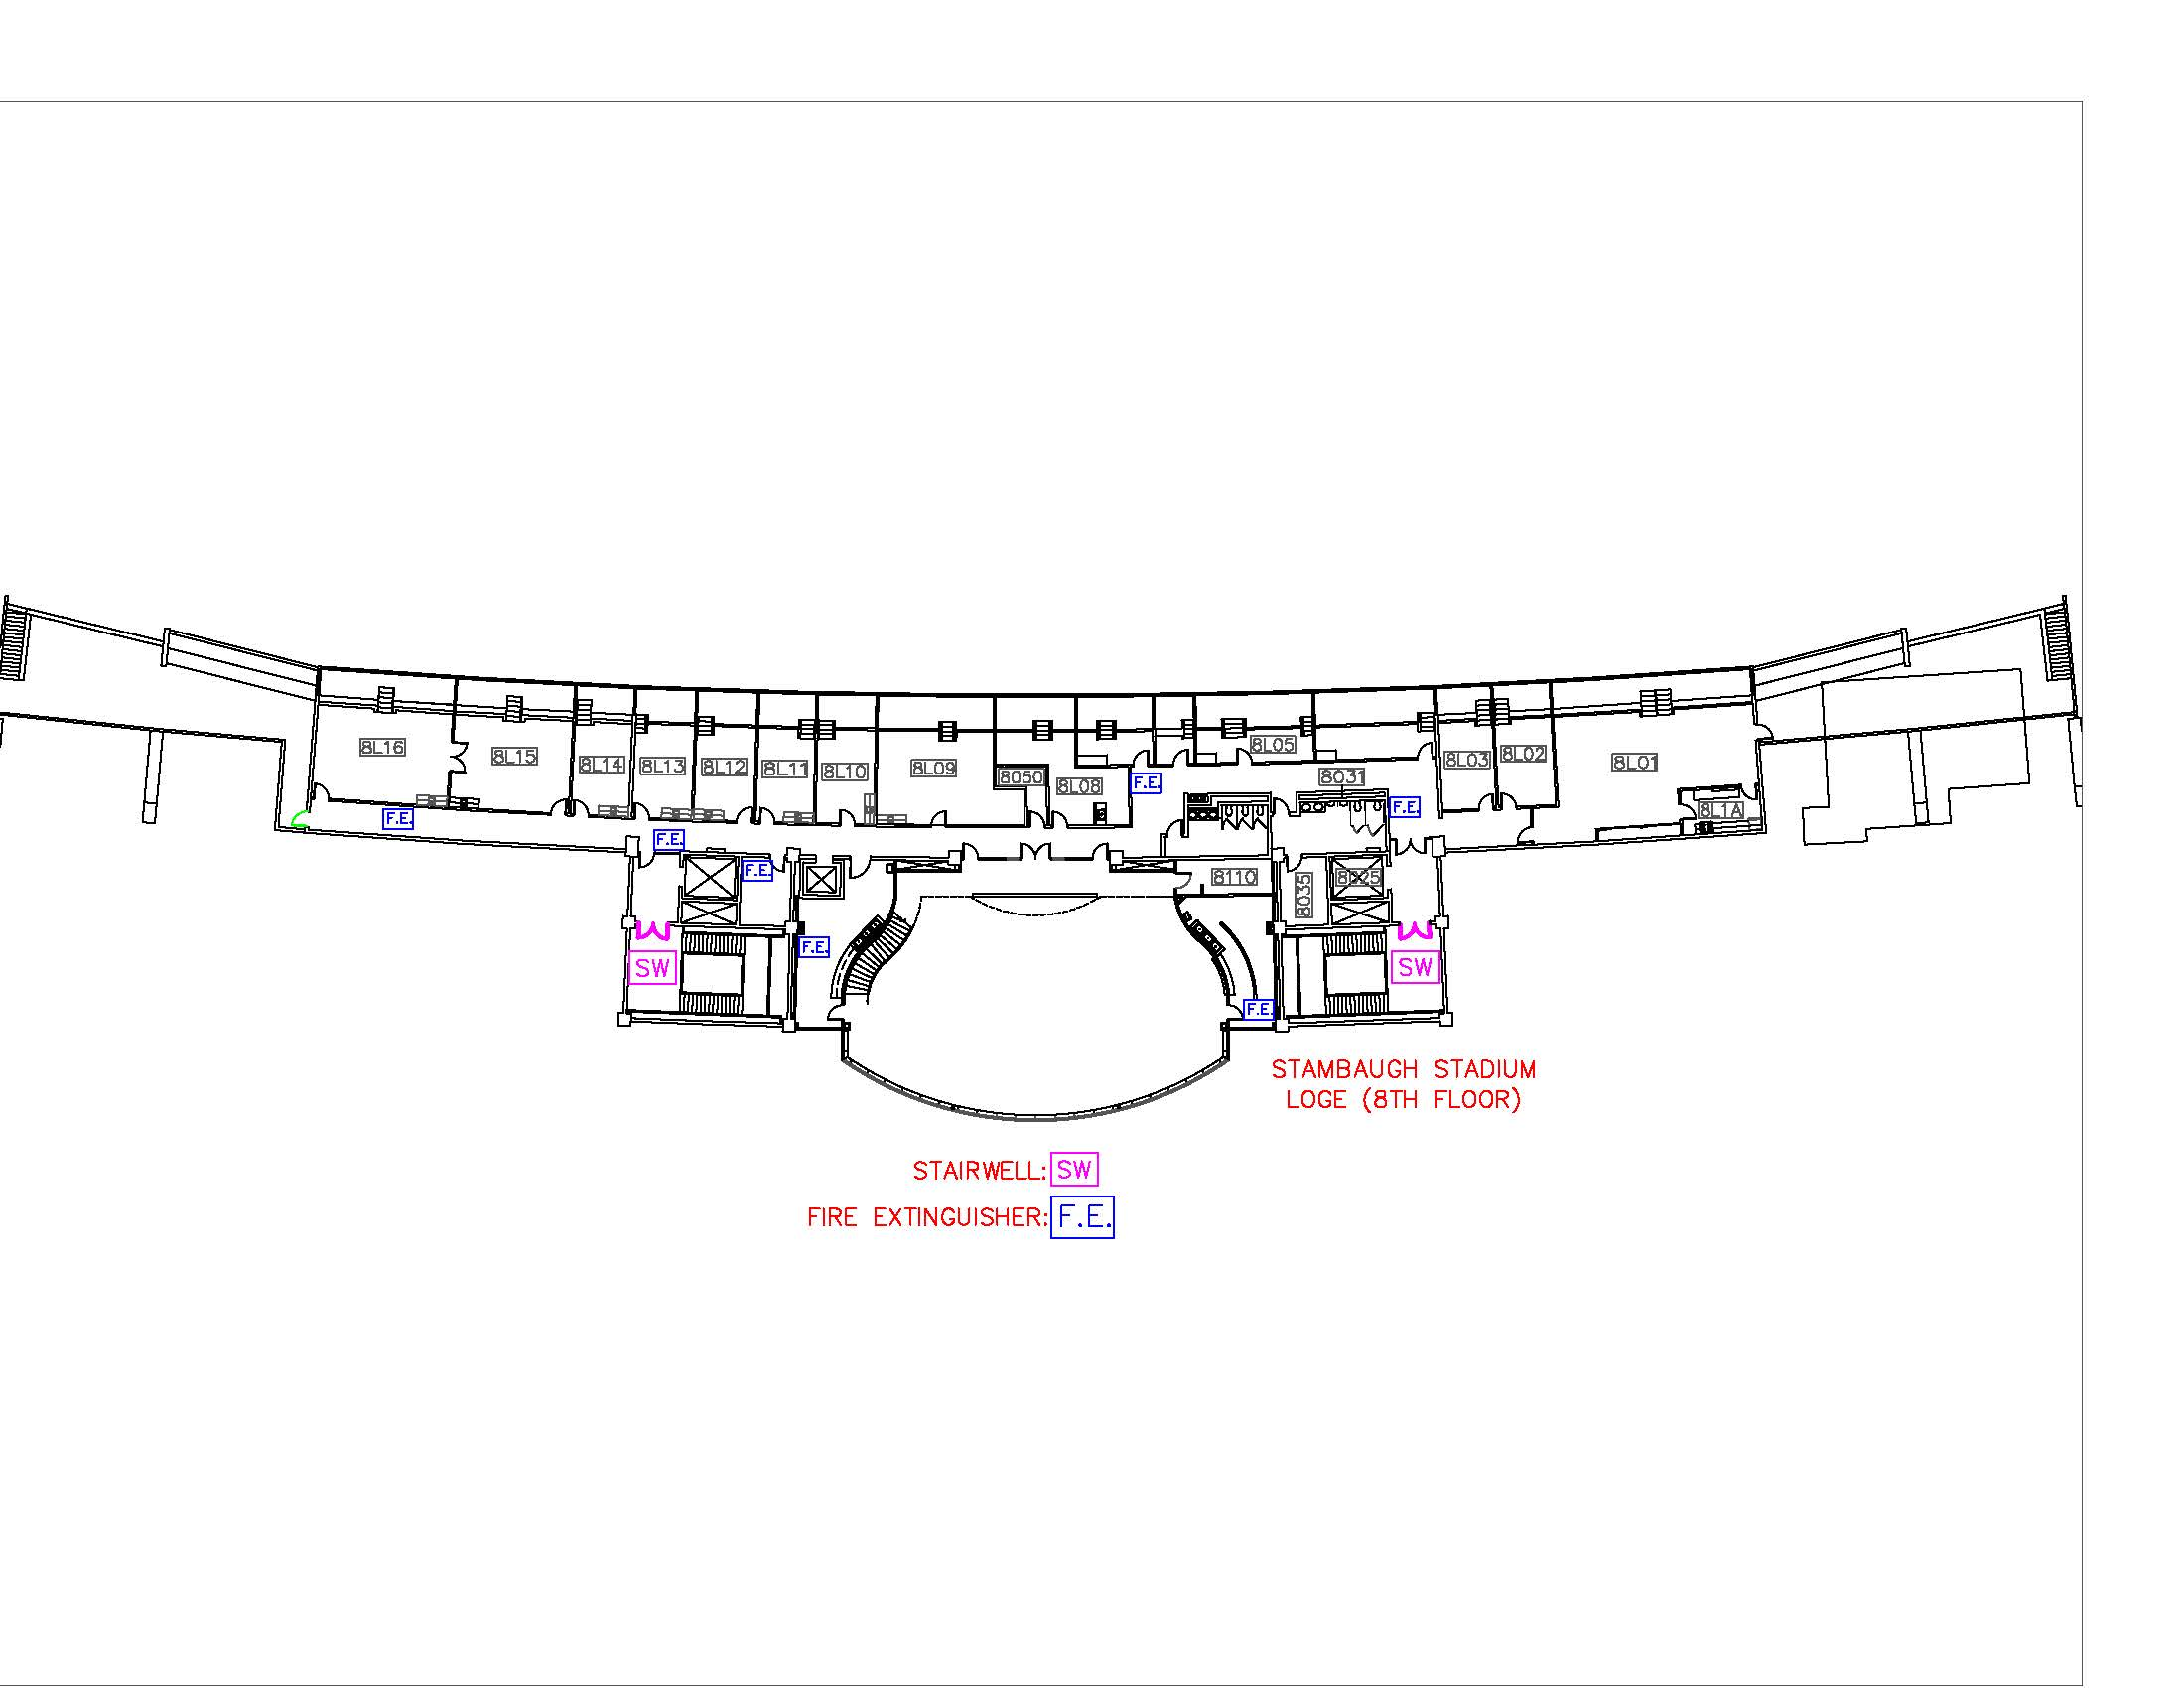 8L16
8L15
8L14
8L13
8L12
8L11
8L10
8L09
8050
8L08
F.E.
8L05
8031
F.E.
8L03
8L02
8L01
8L1A
F.E.
F.E.
F.E.
8110
8035
8025
F.E.
SW
SW
F.E.
STAMBAUGH STADIUM
LOGE (8TH FLOOR)
STAIRWELL: SW
FIRE EXTINGUISHER: F.E.